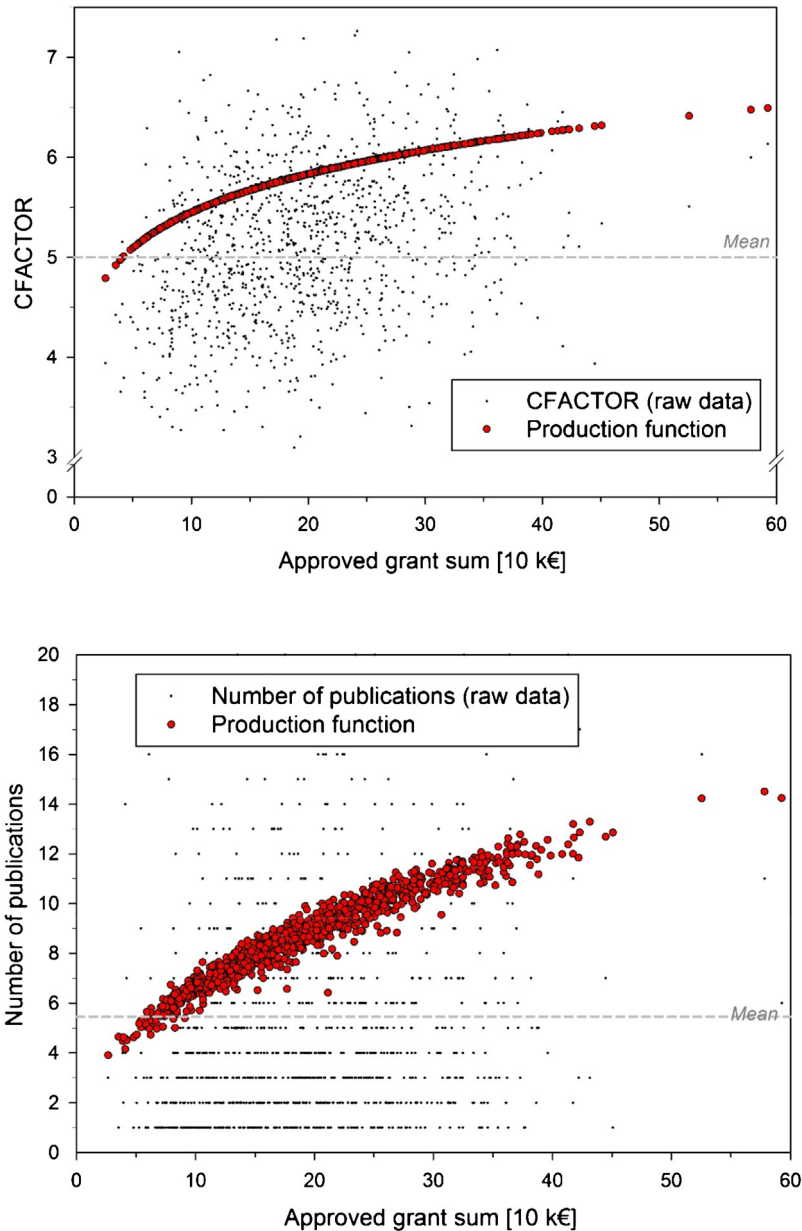 7
6
CFACTOR
5
Mean
4
CFACTOR (raw data)
Production function
3
0
0 10 20 30 40 50 60
Approved grant sum [10 k€]
20
Number of publications (raw data)
18
Production function
16
14
Number of publications
12
10
8
6
Mean
4
2
0
0 10 20 30 40 50 60
Approved grant sum [10 k€]